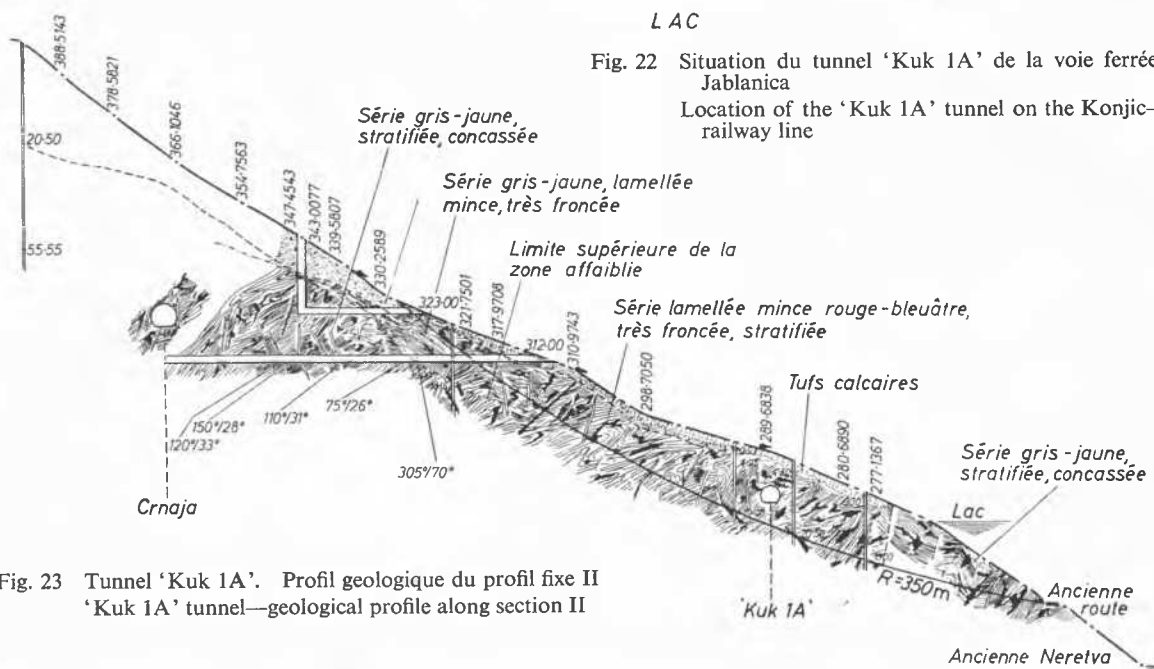 LAC
Fig. 22 Situation du tunnel ‘Kuk 1A’ de la voie ferrée
Jablanica
Location of the ‘Kuk 1A’ tunnel on the Konjic–
railway line
388·5143
378·5821
366·1046
354·7563
347·4543
343·0077
339·5807
330·2589
20·50
55·55
Série gris-jaune,
stratifiée, concassée
Série gris-jaune, lamellée
mince, très froncée
Limite supérieure de la
zone affaiblie
Série lamellée mince rouge-bleuâtre,
très froncée, stratifiée
Tufs calcaires
Série gris-jaune,
stratifiée, concassée
323·00
321·7501
317·9708
312·00
310·9743
298·7050
289·6838
280·6890
277·1367
Lac
120°/33°
150°/28°
110°/31°
75°/26°
305°/70°
Crnaja
'Kuk 1A'
R=350m
Ancienne
route
Ancienne Neretva
Fig. 23 Tunnel ‘Kuk 1A’. Profil geologique du profil fixe II
‘Kuk 1A’ tunnel—geological profile along section II